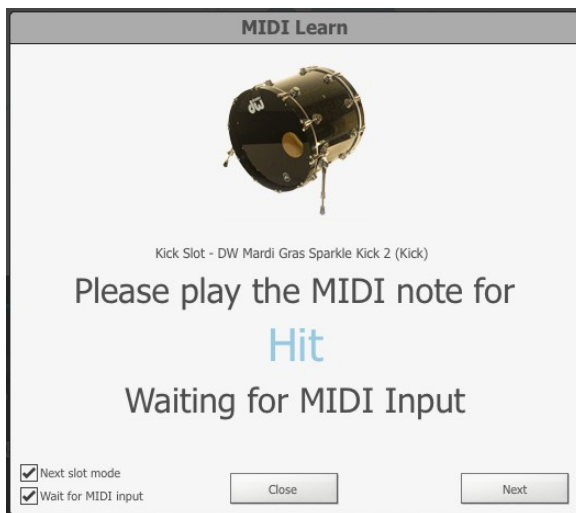 MIDI Learn
dw
Kick Slot - DW Mardi Gras Sparkle Kick 2 (Kick)
Please play the MIDI note for
Hit
Waiting for MIDI Input
Next slot mode
Wait for MIDI input
Close
Next